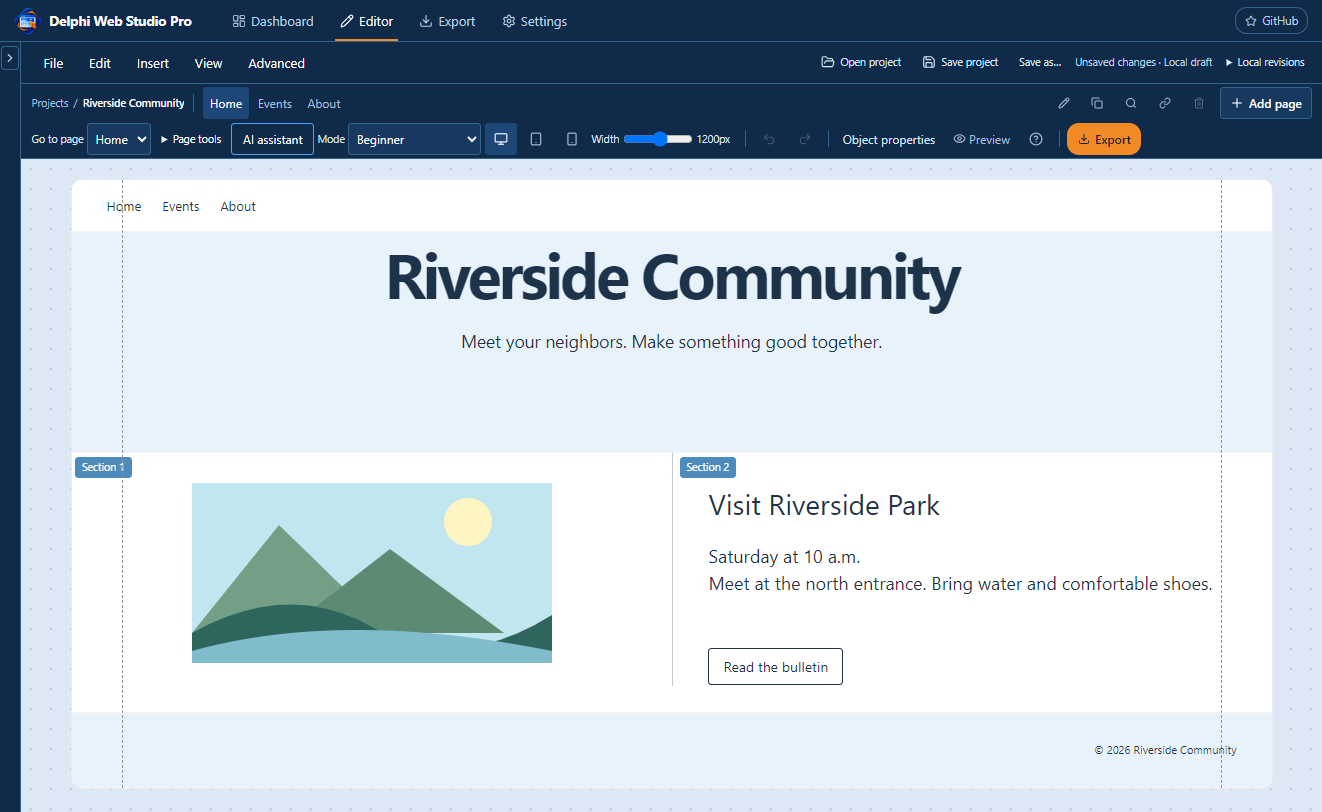 Delphi Web Studio Pro Dashboard Editor Export Settings GitHub
File Edit Insert View Advanced Open project Save project Save as... Unsaved changes · Local draft Local revisions
Projects / Riverside Community Home Events About + Add page
Go to page Home Page tools AI assistant Mode Beginner Width 1200px Object properties Preview Export
Home Events About
Riverside Community
Meet your neighbors. Make something good together.
Section 1
Section 2
Visit Riverside Park
Saturday at 10 a.m.
Meet at the north entrance. Bring water and comfortable shoes.
Read the bulletin
© 2026 Riverside Community